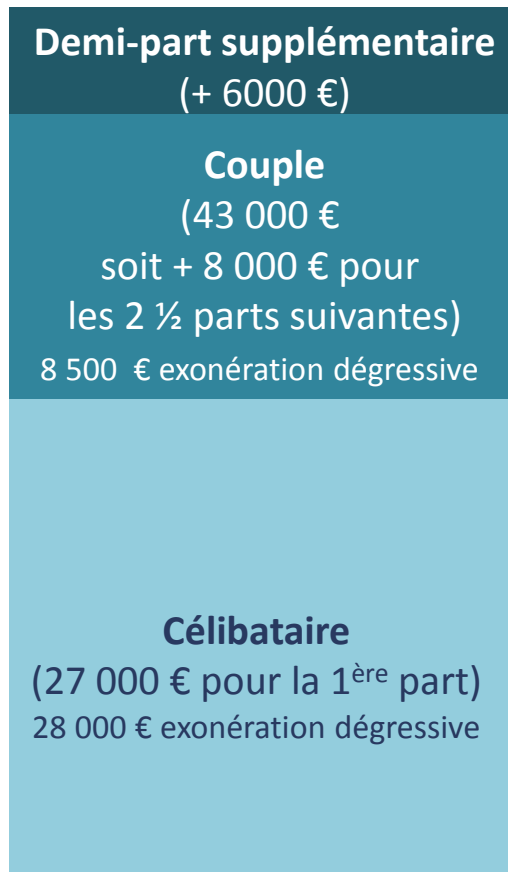 Demi-part supplémentaire
(+ 6000 €)
Couple
(43 000 €
soit + 8 000 € pour
les 2 ½ parts suivantes)
8 500 € exonération dégressive
Célibataire
(27 000 € pour la 1ère part)
28 000 € exonération dégressive